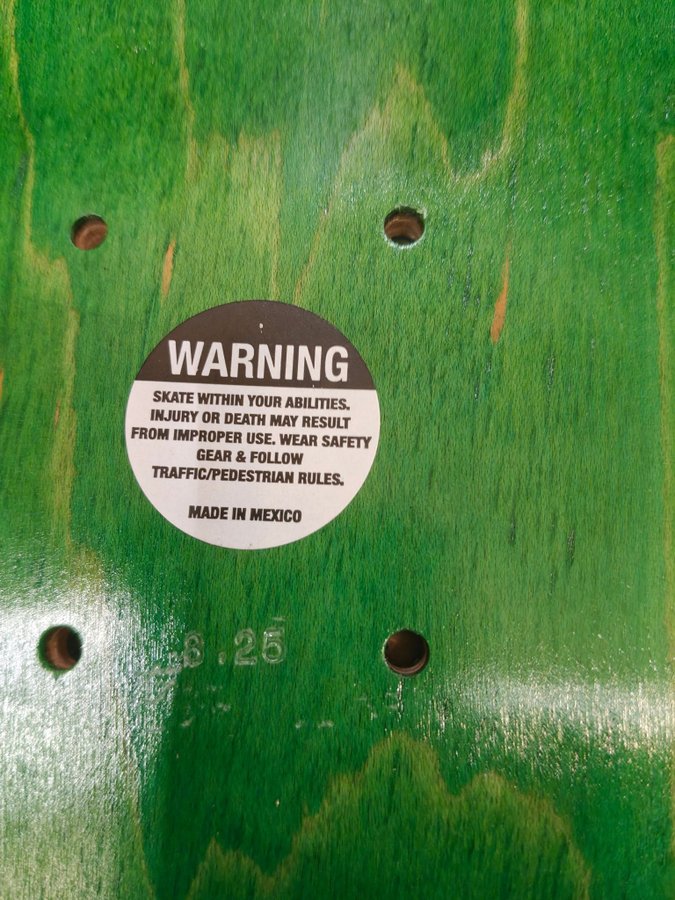 WARNING
SKATE WITHIN YOUR ABILITIES.
INJURY OR DEATH MAY RESULT
FROM IMPROPER USE. WEAR SAFETY
GEAR & FOLLOW
TRAFFIC/PEDESTRIAN RULES.
MADE IN MEXICO
8.25